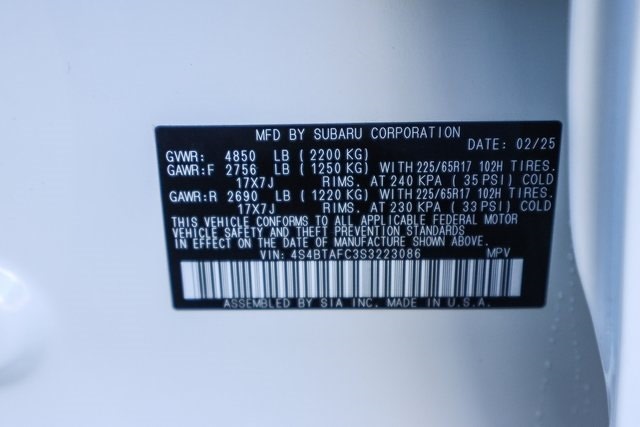 MFD BY SUBARU CORPORATION
DATE: 02/25
GVWR: 4850 LB ( 2200 KG)
GAWR:F 2756 LB ( 1250 KG) WITH 225/65R17 102H TIRES.
17X7J RIMS. AT 240 KPA ( 35 PSI) COLD
GAWR:R 2690 LB ( 1220 KG) WITH 225/65R17 102H TIRES.
17X7J RIMS. AT 230 KPA ( 33 PSI) COLD
THIS VEHICLE CONFORMS TO ALL APPLICABLE FEDERAL MOTOR
VEHICLE SAFETY AND THEFT PREVENTION STANDARDS
IN EFFECT ON THE DATE OF MANUFACTURE SHOWN ABOVE.
VIN: 4S4BTAFC3S3223086 MPV
ASSEMBLED BY SIA INC. MADE IN U.S.A.